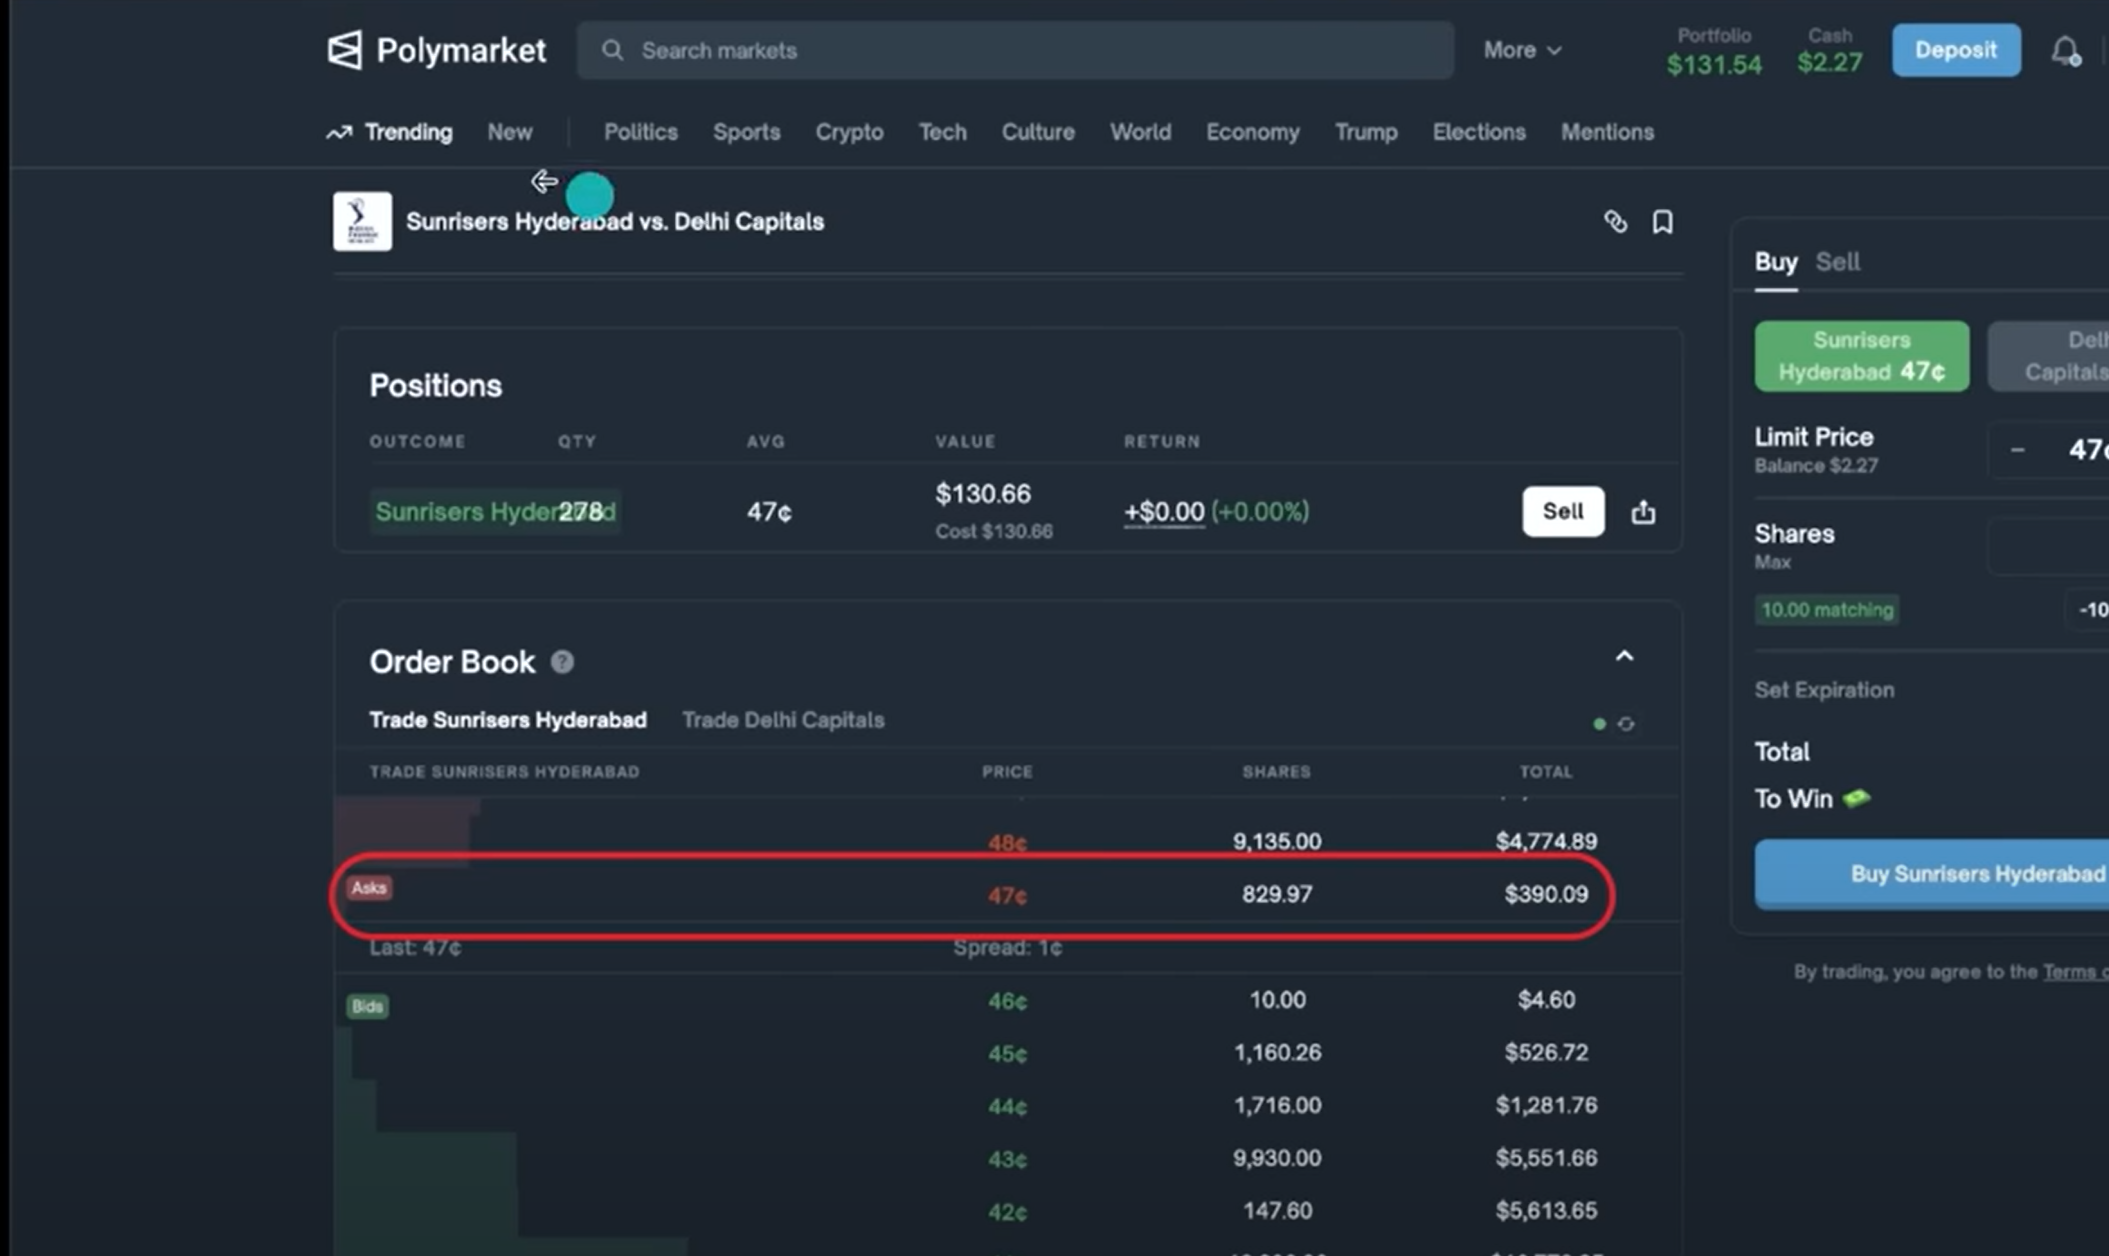 Polymarket
Search markets
More
Portfolio
$131.54
Cash
$2.27
Deposit
Trending New Politics Sports Crypto Tech Culture World Economy Trump Elections Mentions
Sunrisers Hyderabad vs. Delhi Capitals
Positions
OUTCOME QTY AVG VALUE RETURN
Sunrisers Hyderabad 278 47¢ $130.66 +$0.00 (+0.00%) Sell
Cost $130.66
Order Book ?
Trade Sunrisers Hyderabad Trade Delhi Capitals
TRADE SUNRISERS HYDERABAD PRICE SHARES TOTAL
48¢ 9,135.00 $4,774.89
Asks 47¢ 829.97 $390.09
Last: 47¢ Spread: 1¢
Bids 46¢ 10.00 $4.60
45¢ 1,160.26 $526.72
44¢ 1,716.00 $1,281.76
43¢ 9,930.00 $5,551.66
42¢ 147.60 $5,613.65
Buy Sell
Sunrisers
Hyderabad 47¢
Capitals
Limit Price
Balance $2.27
47¢
Shares
Max
10.00 matching
-10
Set Expiration
Total
To Win
Buy Sunrisers Hyderabad
By trading, you agree to the Terms